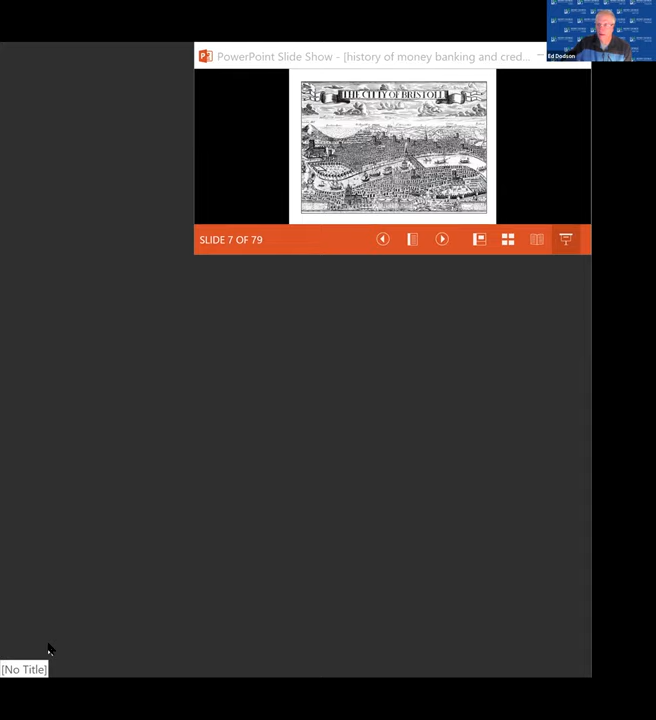 Ed Dodson
PowerPoint Slide Show - [history of money banking and cred...
THE CITTY OF BRISTOLL
SLIDE 7 OF 79
[No Title]